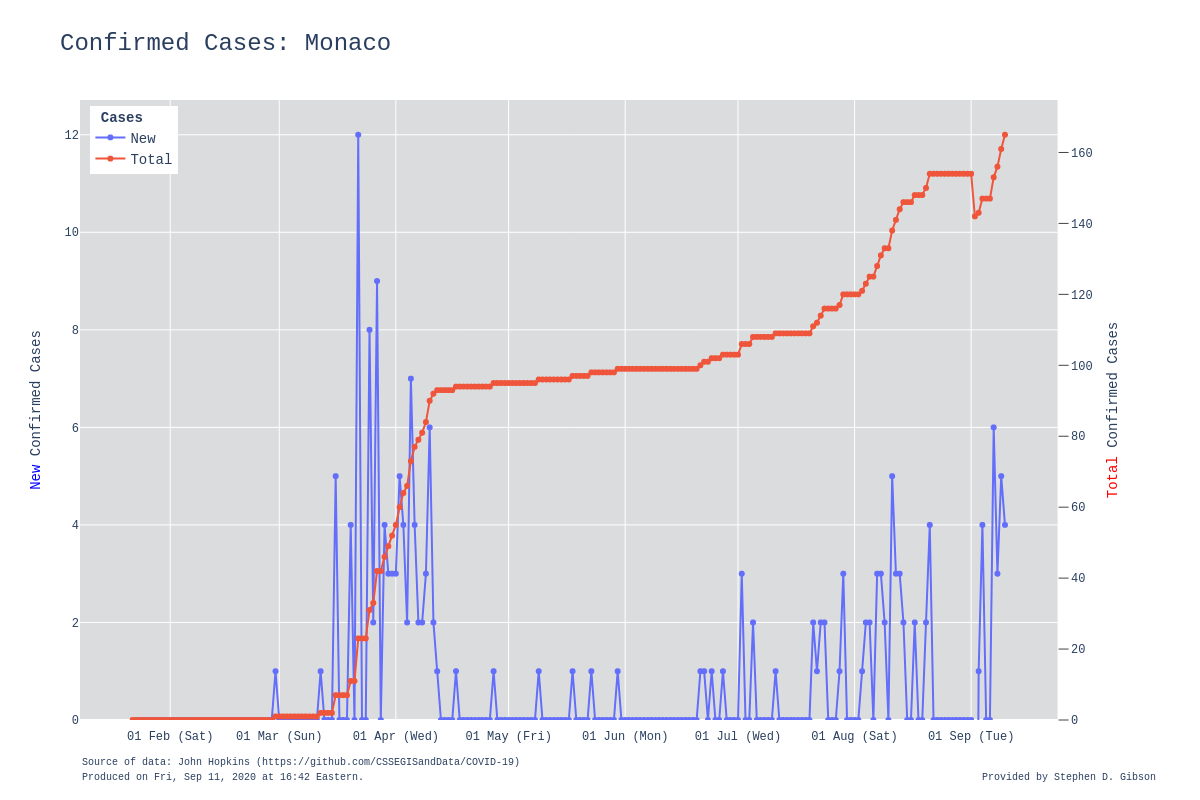 Confirmed Cases: Monaco
Cases
New
Total
12
10
8
6
4
2
0
160
140
120
100
80
60
40
20
0
New Confirmed Cases
Total Confirmed Cases
01 Feb (Sat)
01 Mar (Sun)
01 Apr (Wed)
01 May (Fri)
01 Jun (Mon)
01 Jul (Wed)
01 Aug (Sat)
01 Sep (Tue)
Source of data: John Hopkins (https://github.com/CSSEGISandData/COVID-19)
Produced on Fri, Sep 11, 2020 at 16:42 Eastern.
Provided by Stephen D. Gibson